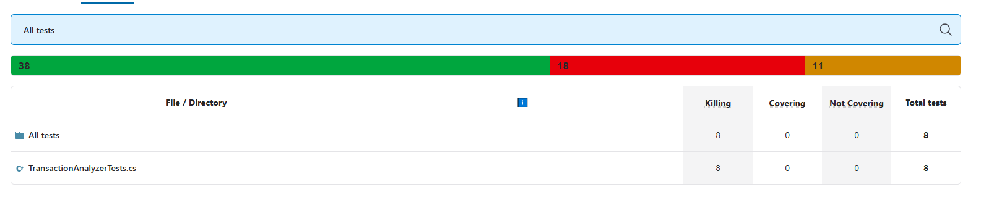 All tests
38 18 11
File / Directory i Killing Covering Not Covering Total tests
All tests 8 0 0 8
C# TransactionAnalyzerTests.cs 8 0 0 8